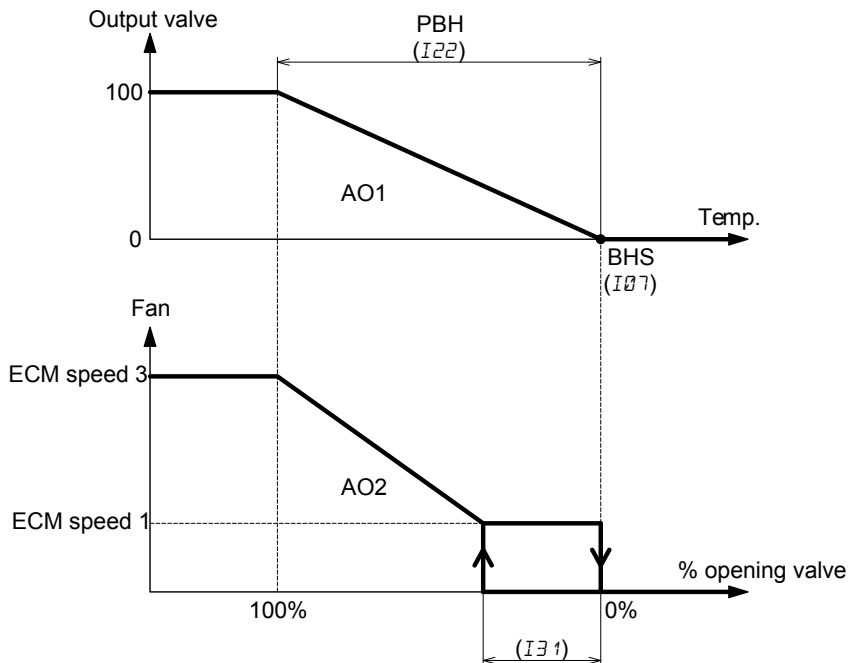 Output valve
PBH
(I22)
100
AO1
Temp.
0
BHS
(I07)
Fan
ECM speed 3
AO2
ECM speed 1
% opening valve
100%
0%
(I31)